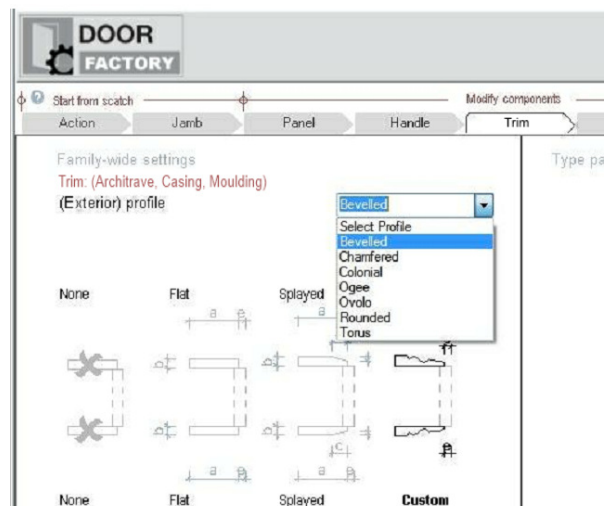 DOOR
FACTORY
Start from scatch
Modify components
Action
Jamb
Panel
Handle
Trim
Family-wide settings
Type pa
Trim: (Architrave, Casing, Moulding)
(Exterior) profile
Bevelled
Select Profile
Bevelled
Chamfered
Colonial
Ogee
Ovolo
Rounded
Torus
None
Flat
Splayed
a e
a
b
b
e
b
b
c
e
a e
a e
None
Flat
Splayed
Custom